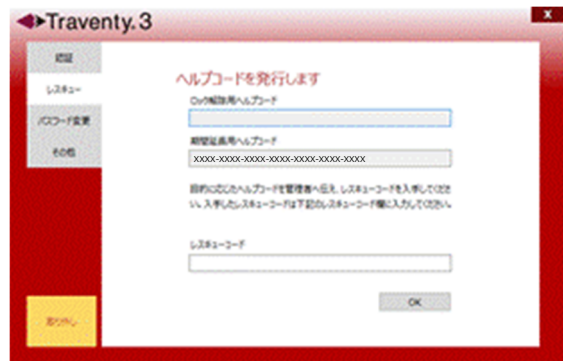 Traventy.3
X
認証
レスキュー
パスワード変更
その他
ヘルプコードを発行します
ロック解除用ヘルプコード
期間延長用ヘルプコード
XXXX-XXXX-XXXX-XXXX-XXXX-XXXX-XXXX
目的に応じたヘルプコードを管理者へ伝え、レスキューコードを入手してくださ
い。入手したレスキューコードは下記のレスキューコード欄に入力してください。
レスキューコード
OK
取り外し